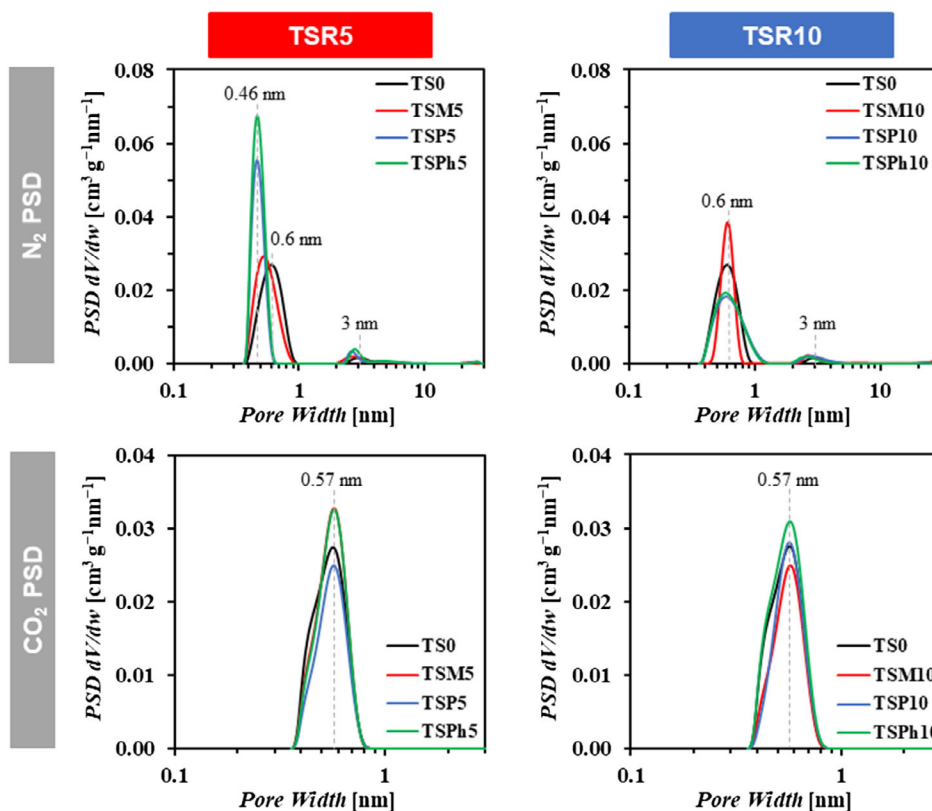 TSR5
TSR10
N₂ PSD
PSD dV/dw [cm³ g⁻¹nm⁻¹]
0.08
0.06
0.04
0.02
0.00
0.46 nm
0.6 nm
3 nm
TS0
TSM5
TSP5
TSPh5
0.1
1
10
Pore Width [nm]
PSD dV/dw [cm³ g⁻¹nm⁻¹]
0.08
0.06
0.04
0.02
0.00
0.6 nm
3 nm
TS0
TSM10
TSP10
TSPh10
0.1
1
10
Pore Width [nm]
CO₂ PSD
PSD dV/dw [cm³ g⁻¹nm⁻¹]
0.04
0.03
0.02
0.01
0.00
0.57 nm
TS0
TSM5
TSP5
TSPh5
0.1
1
Pore Width [nm]
PSD dV/dw [cm³ g⁻¹nm⁻¹]
0.04
0.03
0.02
0.01
0.00
0.57 nm
TS0
TSM10
TSP10
TSPh10
0.1
1
Pore Width [nm]